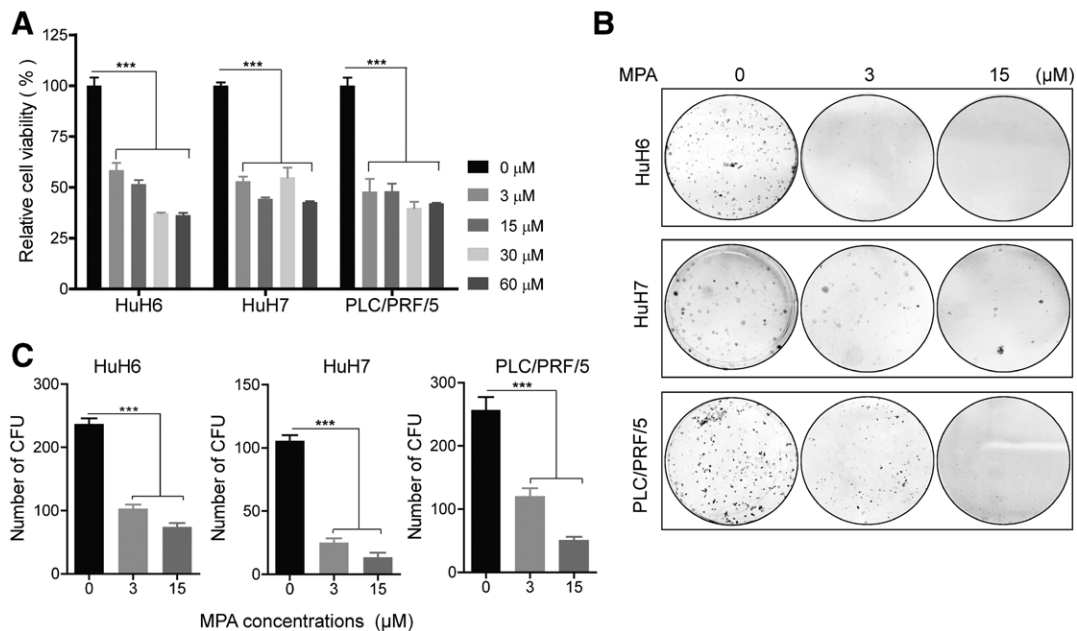 A
Relative cell viability ( % )
125
100
75
50
25
0
***
***
***
HuH6
HuH7
PLC/PRF/5
0 µM
3 µM
15 µM
30 µM
60 µM
B
MPA
0
3
15
(µM)
HuH6
HuH7
PLC/PRF/5
C
HuH6
Number of CFU
300
200
100
0
***
0
3
15
HuH7
Number of CFU
150
100
50
0
***
0
3
15
PLC/PRF/5
Number of CFU
300
200
100
0
***
0
3
15
MPA concentrations (µM)